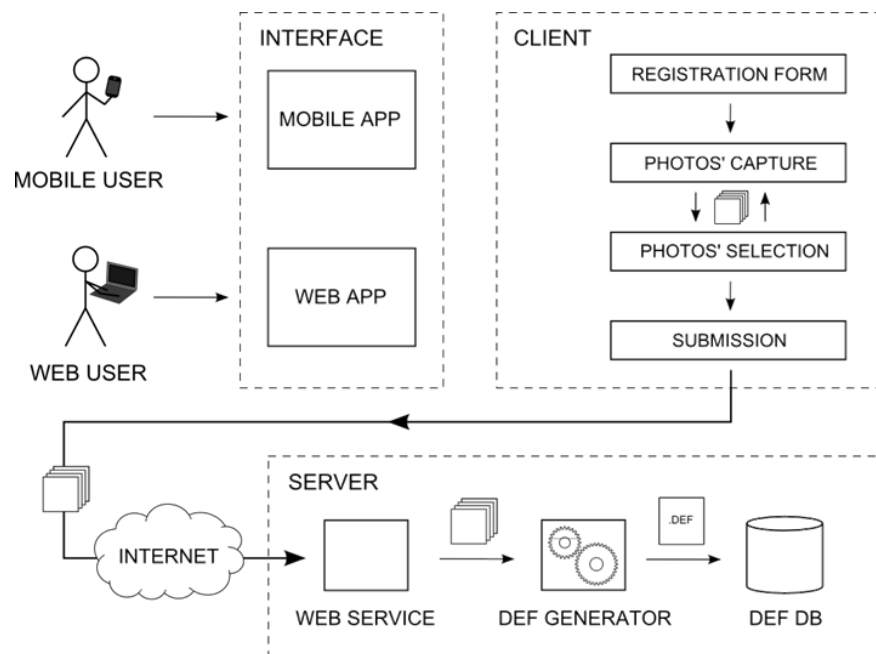 INTERFACE
CLIENT
REGISTRATION FORM
MOBILE APP
PHOTOS' CAPTURE
MOBILE USER
PHOTOS' SELECTION
WEB APP
SUBMISSION
WEB USER
SERVER
.DEF
INTERNET
WEB SERVICE
DEF GENERATOR
DEF DB